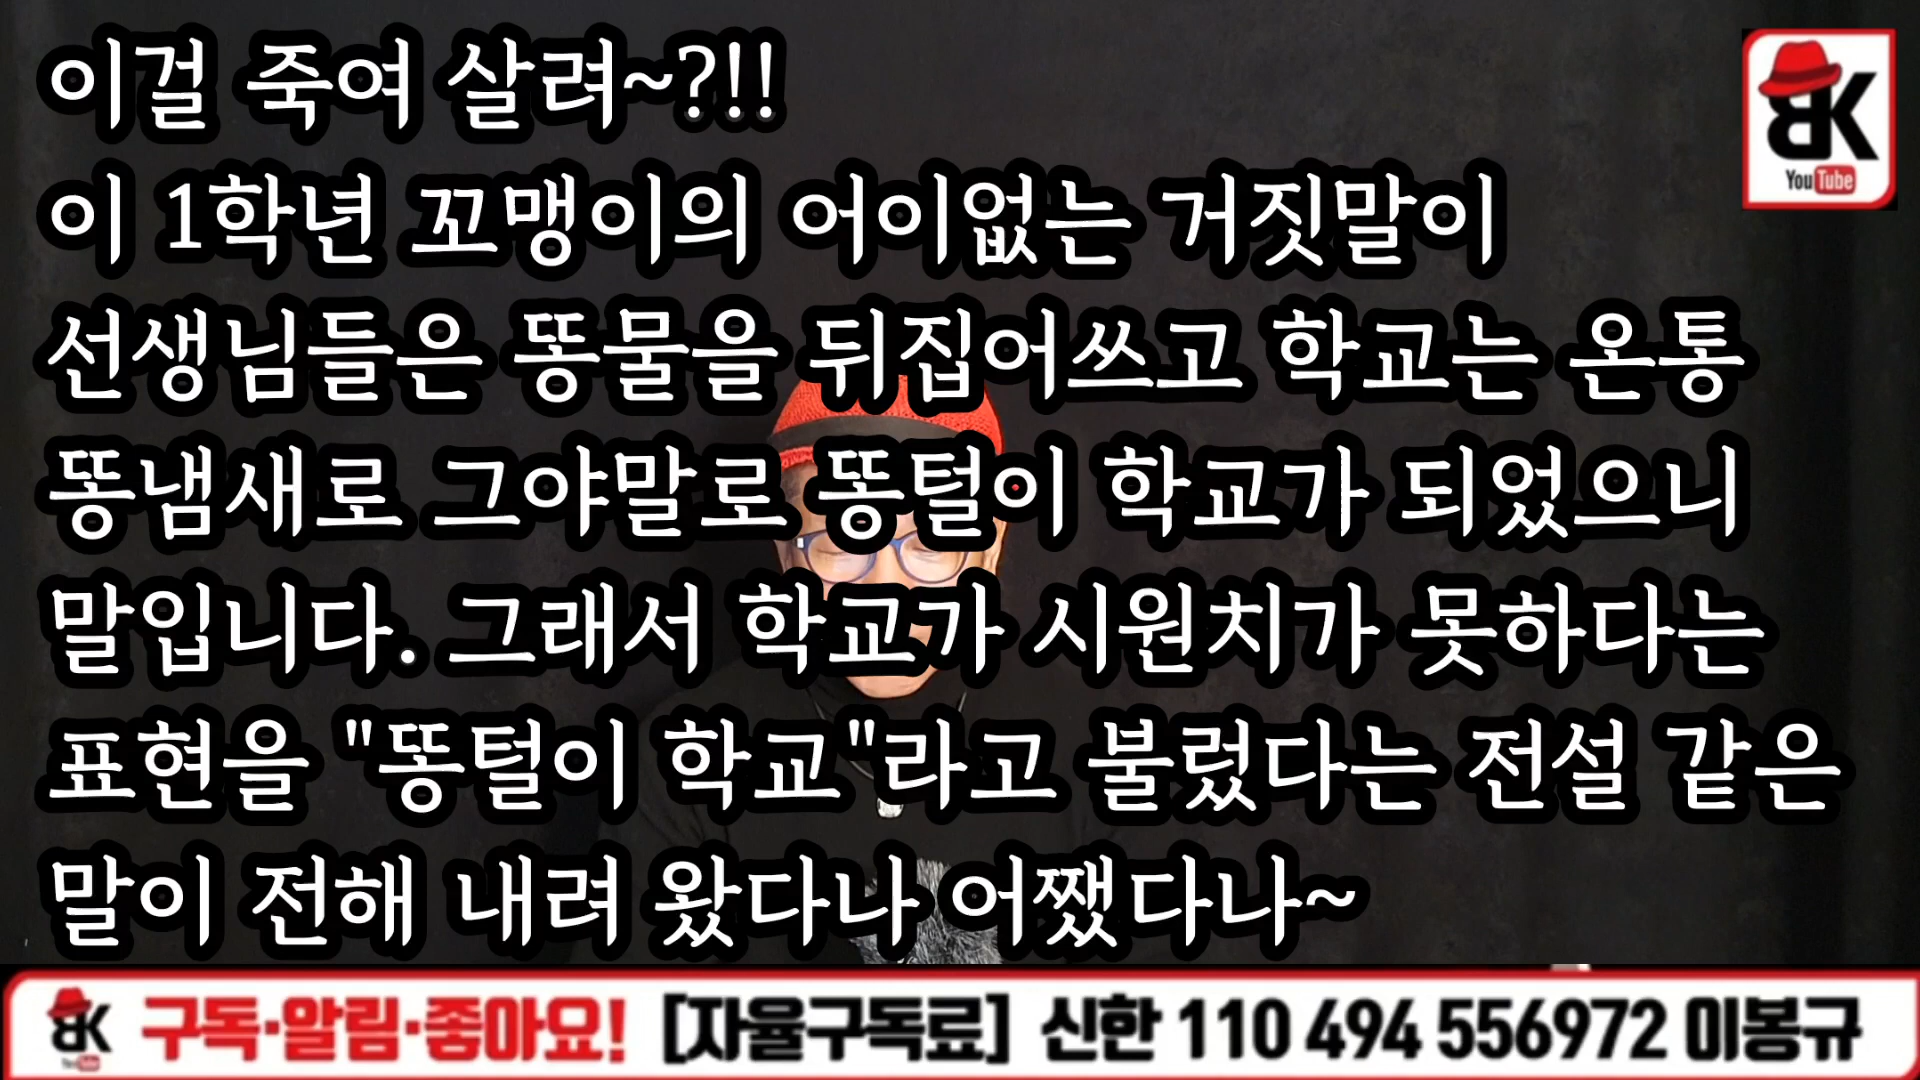 이걸 죽여 살려~?!!
이 1학년 꼬맹이의 어이없는 거짓말이
선생님들은 똥물을 뒤집어쓰고 학교는 온통
똥냄새로 그야말로 똥털이 학교가 되었으니
말입니다. 그래서 학교가 시원치가 못하다는
표현을 "똥털이 학교"라고 불렀다는 전설 같은
말이 전해 내려 왔다나 어쨌다나~
BK
YouTube
BK
YouTube
구독·알림·좋아요! [자율구독료] 신한 110 494 556972 이봉규